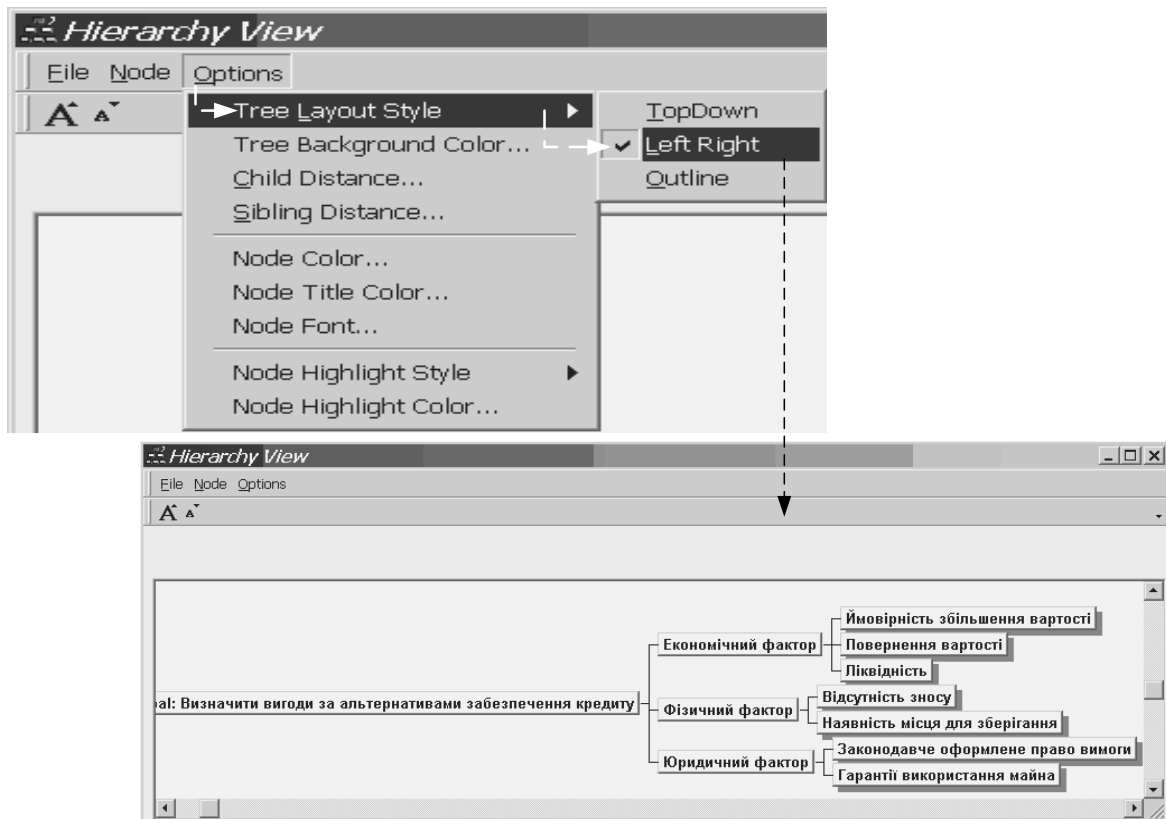 Hierarchy View
File Node Options
A A
Tree Layout Style
Tree Background Color...
Child Distance...
Sibling Distance...
Node Color...
Node Title Color...
Node Font...
Node Highlight Style
Node Highlight Color...
TopDown
Left Right
Outline
Hierarchy View
File Node Options
A A
al: Визначити вигоди за альтернативами забезпечення кредиту
Економічний фактор
Ймовірність збільшення вартості
Повернення вартості
Ліквідність
Фізичний фактор
Відсутність зносу
Наявність місця для зберігання
Юридичний фактор
Законодавче оформлене право вимоги
Гарантії використання майна